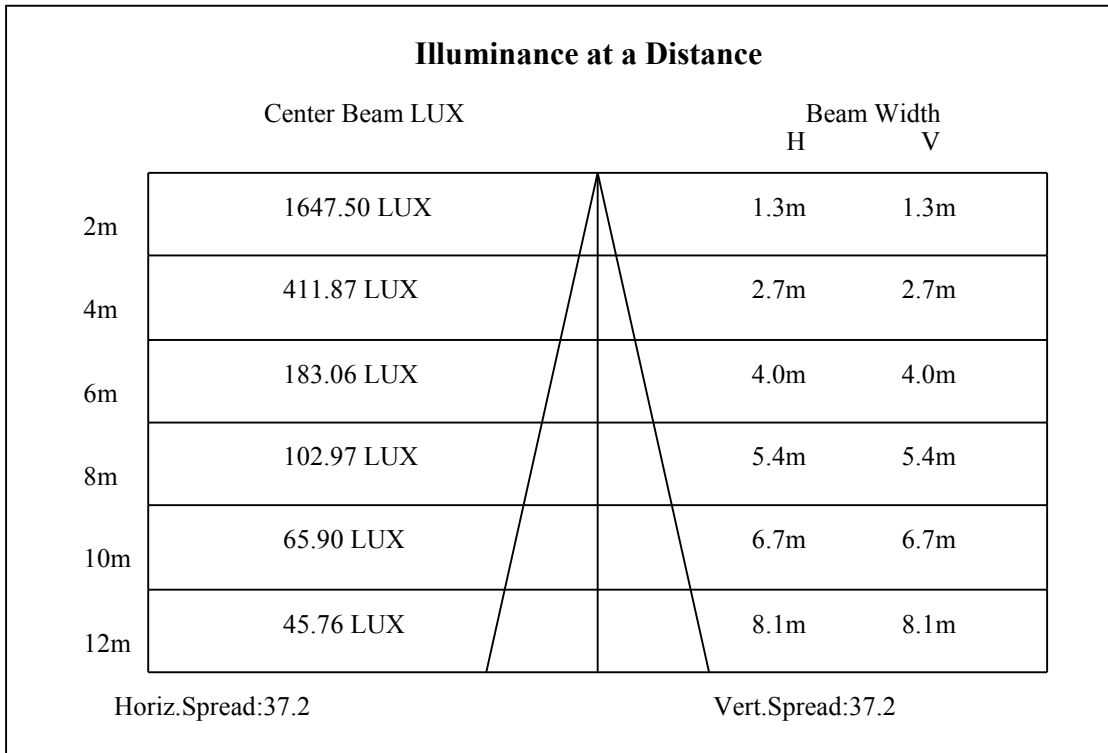 Illuminance at a Distance
Center Beam LUX Beam Width
H V
2m 1647.50 LUX 1.3m 1.3m
4m 411.87 LUX 2.7m 2.7m
6m 183.06 LUX 4.0m 4.0m
8m 102.97 LUX 5.4m 5.4m
10m 65.90 LUX 6.7m 6.7m
12m 45.76 LUX 8.1m 8.1m
Horiz.Spread:37.2 Vert.Spread:37.2